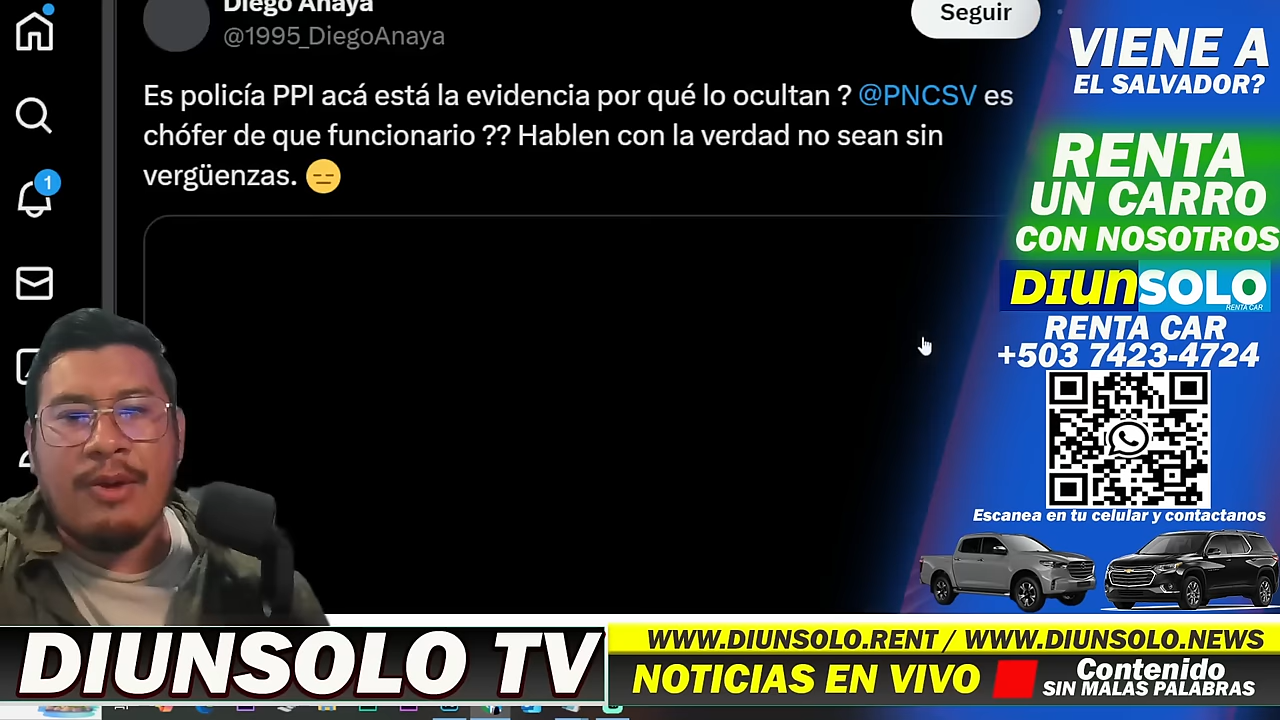 Diego Anaya
@1995_DiegoAnaya
Seguir
Es policía PPI acá está la evidencia por qué lo ocultan ? @PNCSV es
chófer de que funcionario ?? Hablen con la verdad no sean sin
vergüenzas. 😑
1
VIENE A
EL SALVADOR?
RENTA
UN CARRO
CON NOSOTROS
DIUNSOLO
RENTA CAR
RENTA CAR
+503 7423-4724
Escanea en tu celular y contactanos
DIUNSOLO TV
WWW.DIUNSOLO.RENT / WWW.DIUNSOLO.NEWS
NOTICIAS EN VIVO
Contenido
SIN MALAS PALABRAS